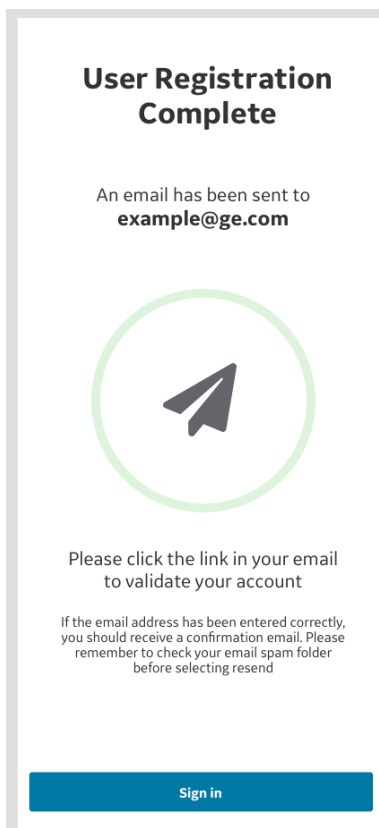 User Registration
Complete
An email has been sent to
example@ge.com
Please click the link in your email
to validate your account
If the email address has been entered correctly,
you should receive a confirmation email. Please
remember to check your email spam folder
before selecting resend
Sign in